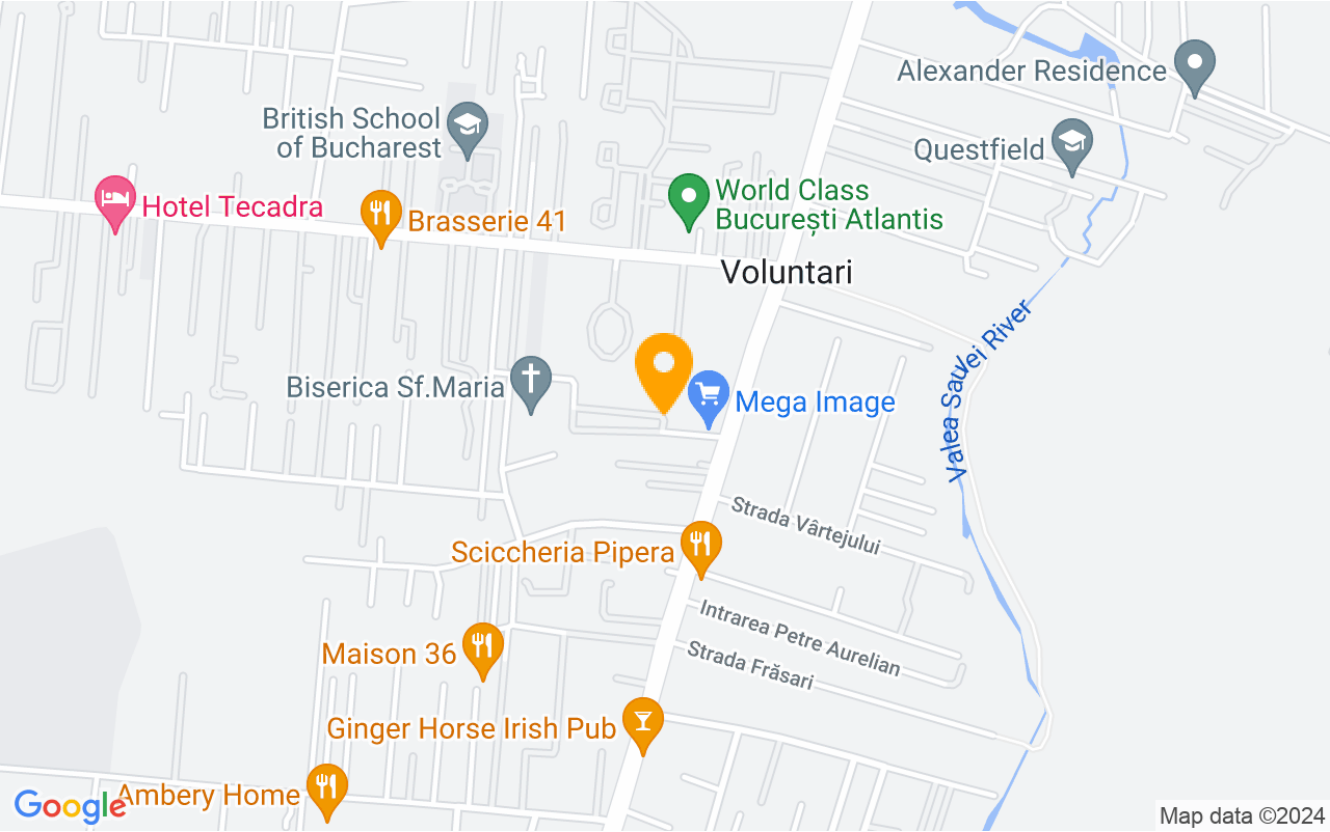 Alexander Residence
British School
of Bucharest
Questfield
World Class
București Atlantis
Hotel Tecadra
Brasserie 41
Voluntari
Valea Saulei River
Biserica Sf.Maria
Mega Image
Strada Vârtejului
Sciccheria Pipera
Intrarea Petre Aurelian
Maison 36
Strada Frăsari
Ginger Horse Irish Pub
Ambery Home
Google
Map data ©2024